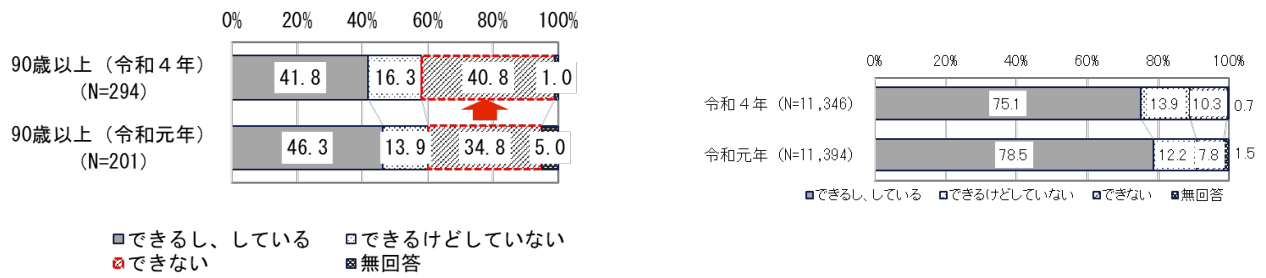 0% 20% 40% 60% 80% 100%
90歳以上（令和４年）
(N=294)
41.8 16.3 40.8 1.0
90歳以上（令和元年）
(N=201)
46.3 13.9 34.8 5.0
できるし、している できるけどしていない
できない 無回答
0% 20% 40% 60% 80% 100%
令和４年（N=11,346)
75.1 13.9 10.3 0.7
令和元年（N=11,394)
78.5 12.2 7.8 1.5
できるし、している できるけどしていない できない 無回答